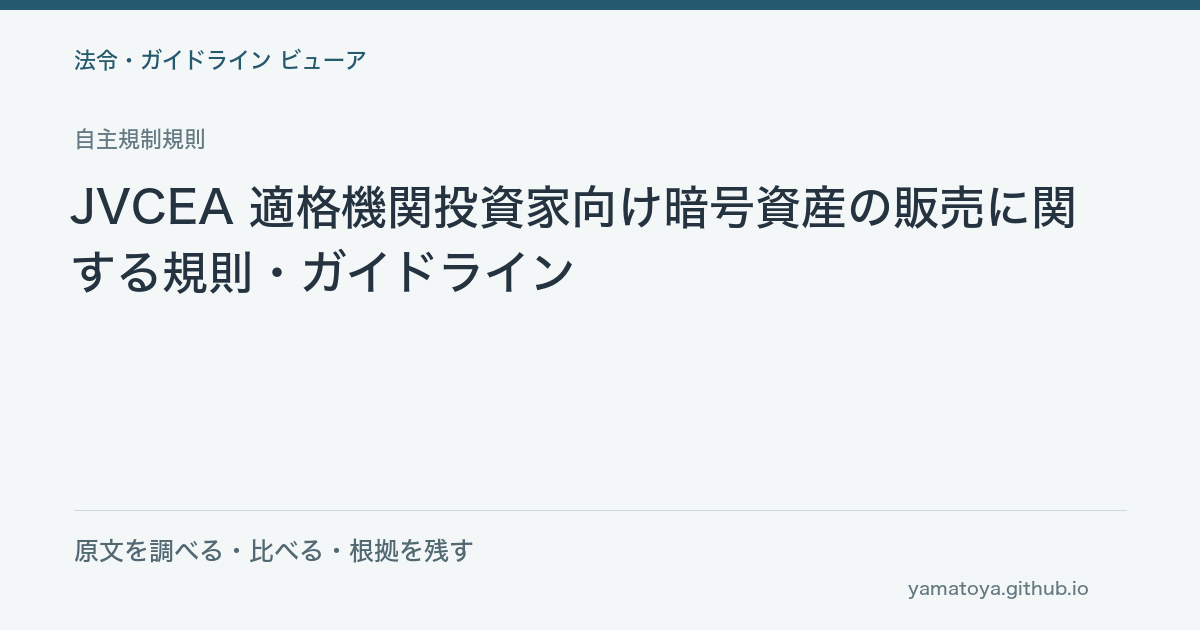 法令・ガイドライン ビューア
自主規制規則
JVCEA 適格機関投資家向け暗号資産の販売に関
する規則・ガイドライン
原文を調べる・比べる・根拠を残す
yamatoya.github.io